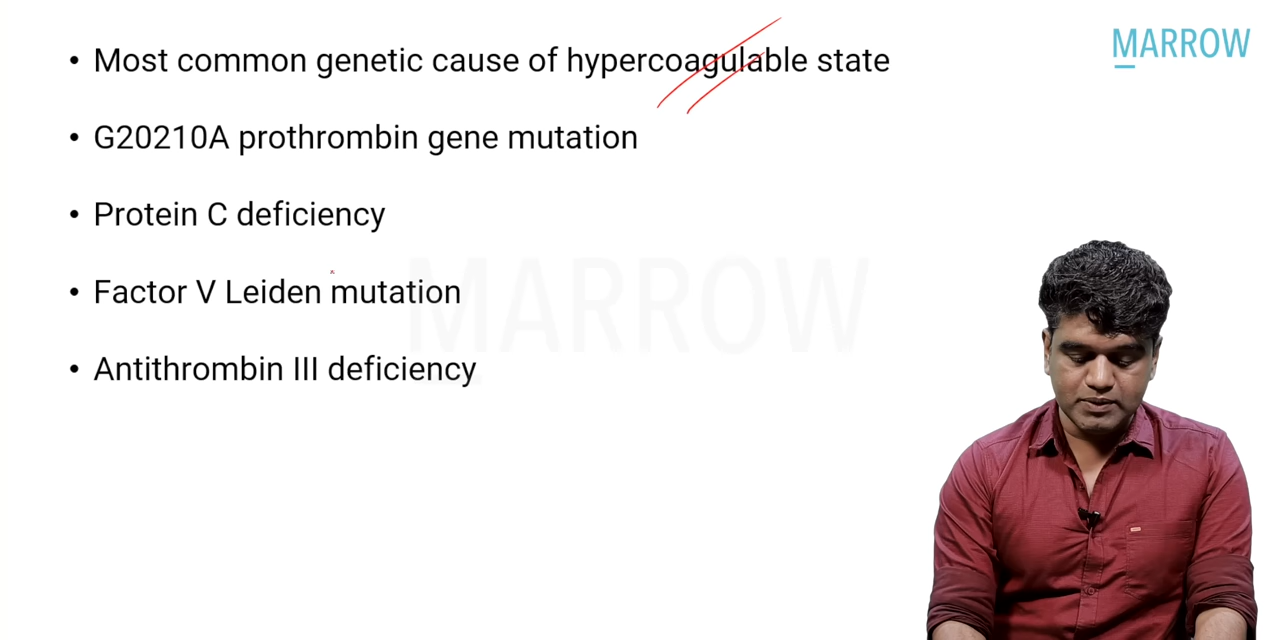 MARROW
• Most common genetic cause of hypercoagulable state
• G20210A prothrombin gene mutation
• Protein C deficiency
• Factor V Leiden mutation
• Antithrombin III deficiency
MARROW